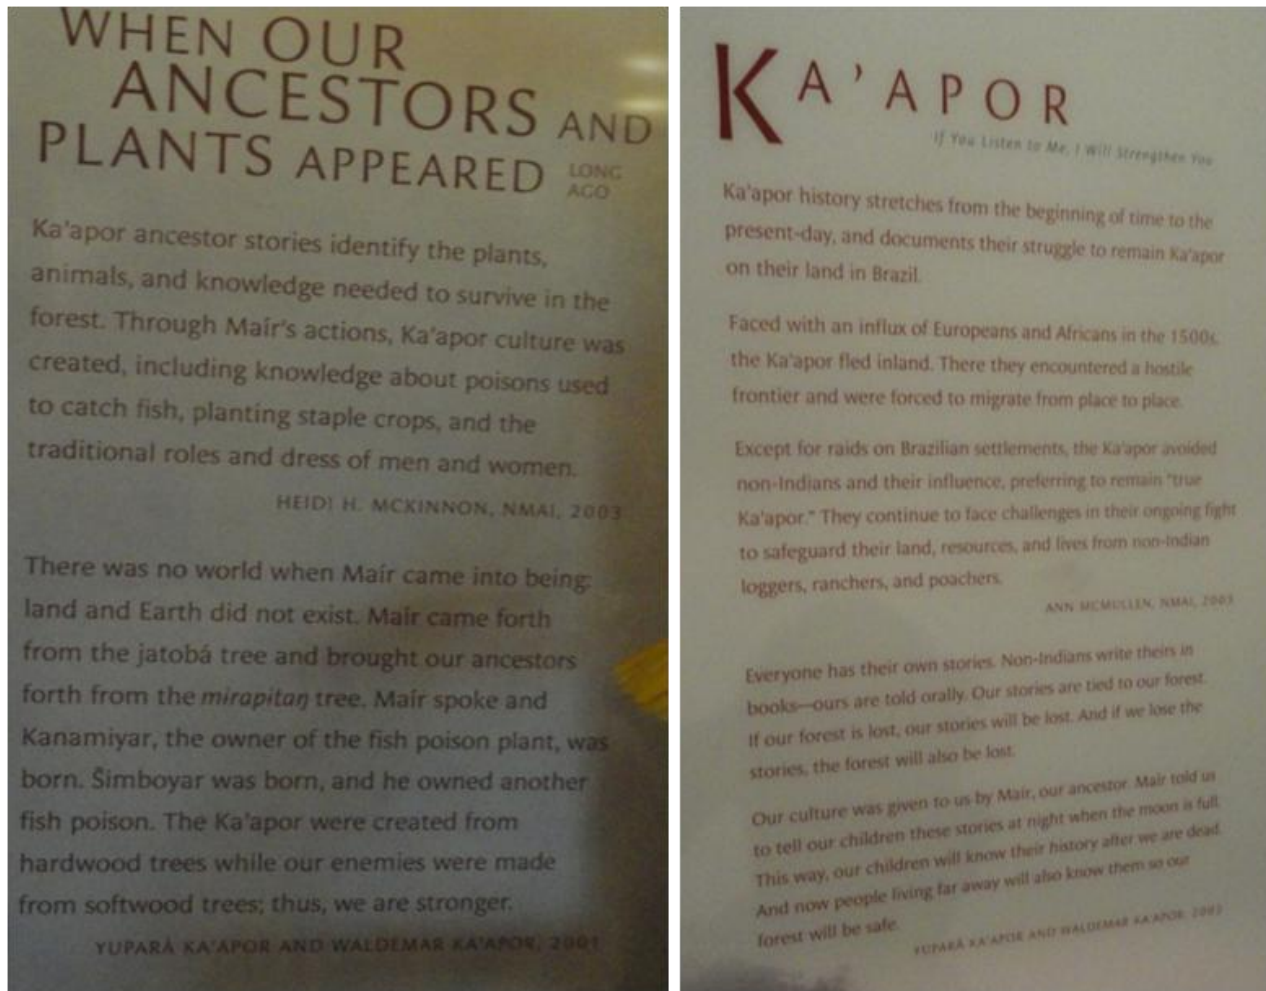 WHEN OUR
ANCESTORS AND
PLANTS APPEARED LONG
AGO
Ka'apor ancestor stories identify the plants,
animals, and knowledge needed to survive in the
forest. Through Maír's actions, Ka'apor culture was
created, including knowledge about poisons used
to catch fish, planting staple crops, and the
traditional roles and dress of men and women.
HEIDI H. MCKINNON, NMAI, 2003
There was no world when Maír came into being;
land and Earth did not exist. Maír came forth
from the jatobá tree and brought our ancestors
forth from the mirapitaŋ tree. Maír spoke and
Kanamiyar, the owner of the fish poison plant, was
born. Šimboyar was born, and he owned another
fish poison. The Ka'apor were created from
hardwood trees while our enemies were made
from softwood trees; thus, we are stronger.
YUPARÁ KA'APOR AND WALDEMAR KA'APOR, 2001
KA'APOR
If You Listen to Me, I Will Strengthen You
Ka'apor history stretches from the beginning of time to the
present-day, and documents their struggle to remain Ka'apor
on their land in Brazil.
Faced with an influx of Europeans and Africans in the 1500s,
the Ka'apor fled inland. There they encountered a hostile
frontier and were forced to migrate from place to place.
Except for raids on Brazilian settlements, the Ka'apor avoided
non-Indians and their influence, preferring to remain "true
Ka'apor." They continue to face challenges in their ongoing fight
to safeguard their land, resources, and lives from non-Indian
loggers, ranchers, and poachers.
ANN MCMULLEN, NMAI, 2003
Everyone has their own stories. Non-Indians write theirs in
books—ours are told orally. Our stories are tied to our forest.
If our forest is lost, our stories will be lost. And if we lose the
stories, the forest will also be lost.
Our culture was given to us by Maír, our ancestor. Maír told us
to tell our children these stories at night when the moon is full.
This way, our children will know their history after we are dead.
And now people living far away will also know them so our
forest will be safe.
YUPARÁ KA'APOR AND WALDEMAR KA'APOR,